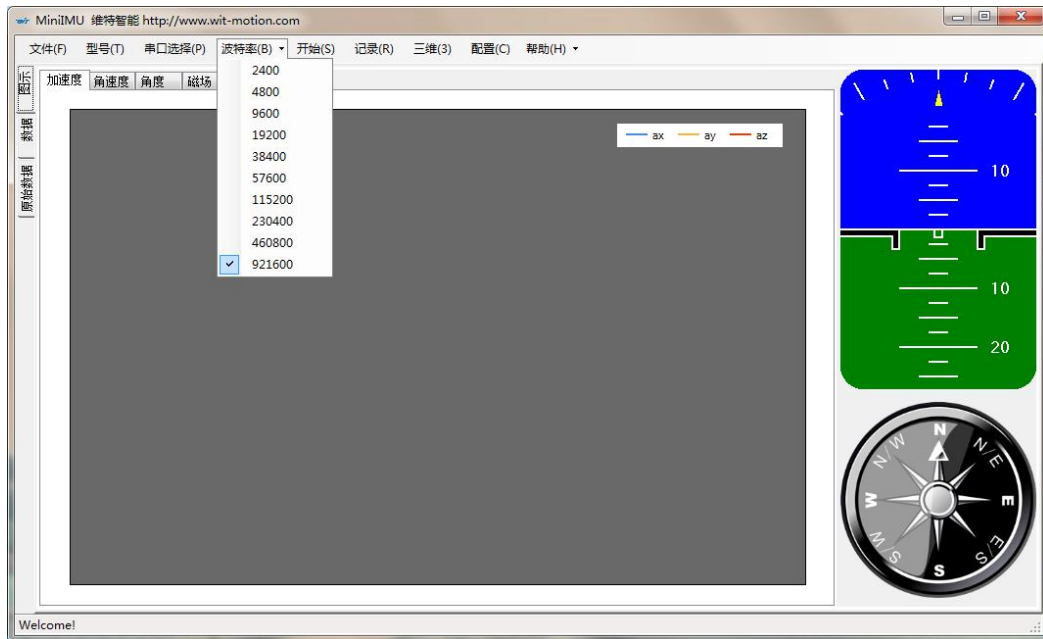 MiniIMU 维特智能 http://www.wit-motion.com
文件(F) 型号(T) 串口选择(P) 波特率(B) 开始(S) 记录(R) 三维(3) 配置(C) 帮助(H)
图示
数据
原始数据
加速度 角速度 角度 磁场
2400
4800
9600
19200
38400
57600
115200
230400
460800
921600
ax ay az
10
10
20
N
N/E
E
E/S
S
W/S
W
N/W
Welcome!